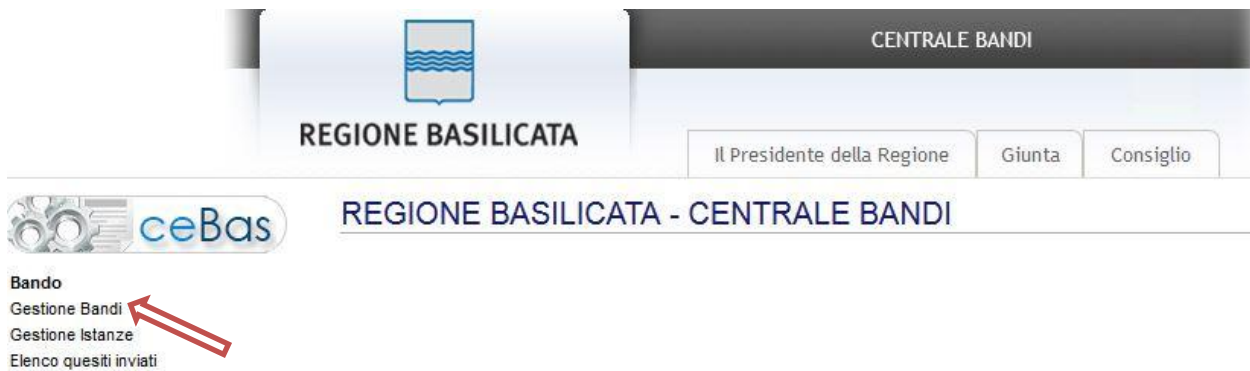 CENTRALE BANDI
REGIONE BASILICATA
Il Presidente della Regione Giunta Consiglio
ceBas
REGIONE BASILICATA - CENTRALE BANDI
Bando
Gestione Bandi
Gestione Istanze
Elenco quesiti inviati